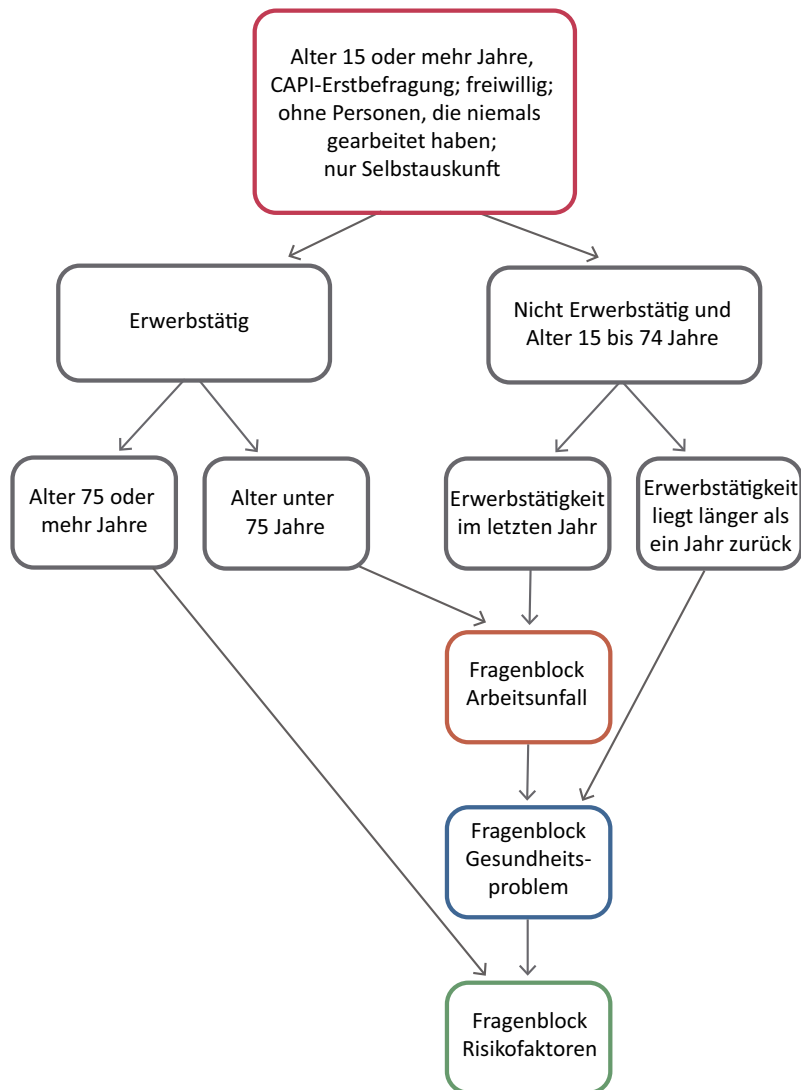 Alter 15 oder mehr Jahre,
CAPI-Erstbefragung; freiwillig;
ohne Personen, die niemals
gearbeitet haben;
nur Selbstauskunft
Erwerbstätig
Nicht Erwerbstätig und
Alter 15 bis 74 Jahre
Alter 75 oder
mehr Jahre
Alter unter
75 Jahre
Erwerbstätigkeit
im letzten Jahr
Erwerbstätigkeit
liegt länger als
ein Jahr zurück
Fragenblock
Arbeitsunfall
Fragenblock
Gesundheits-
problem
Fragenblock
Risikofaktoren